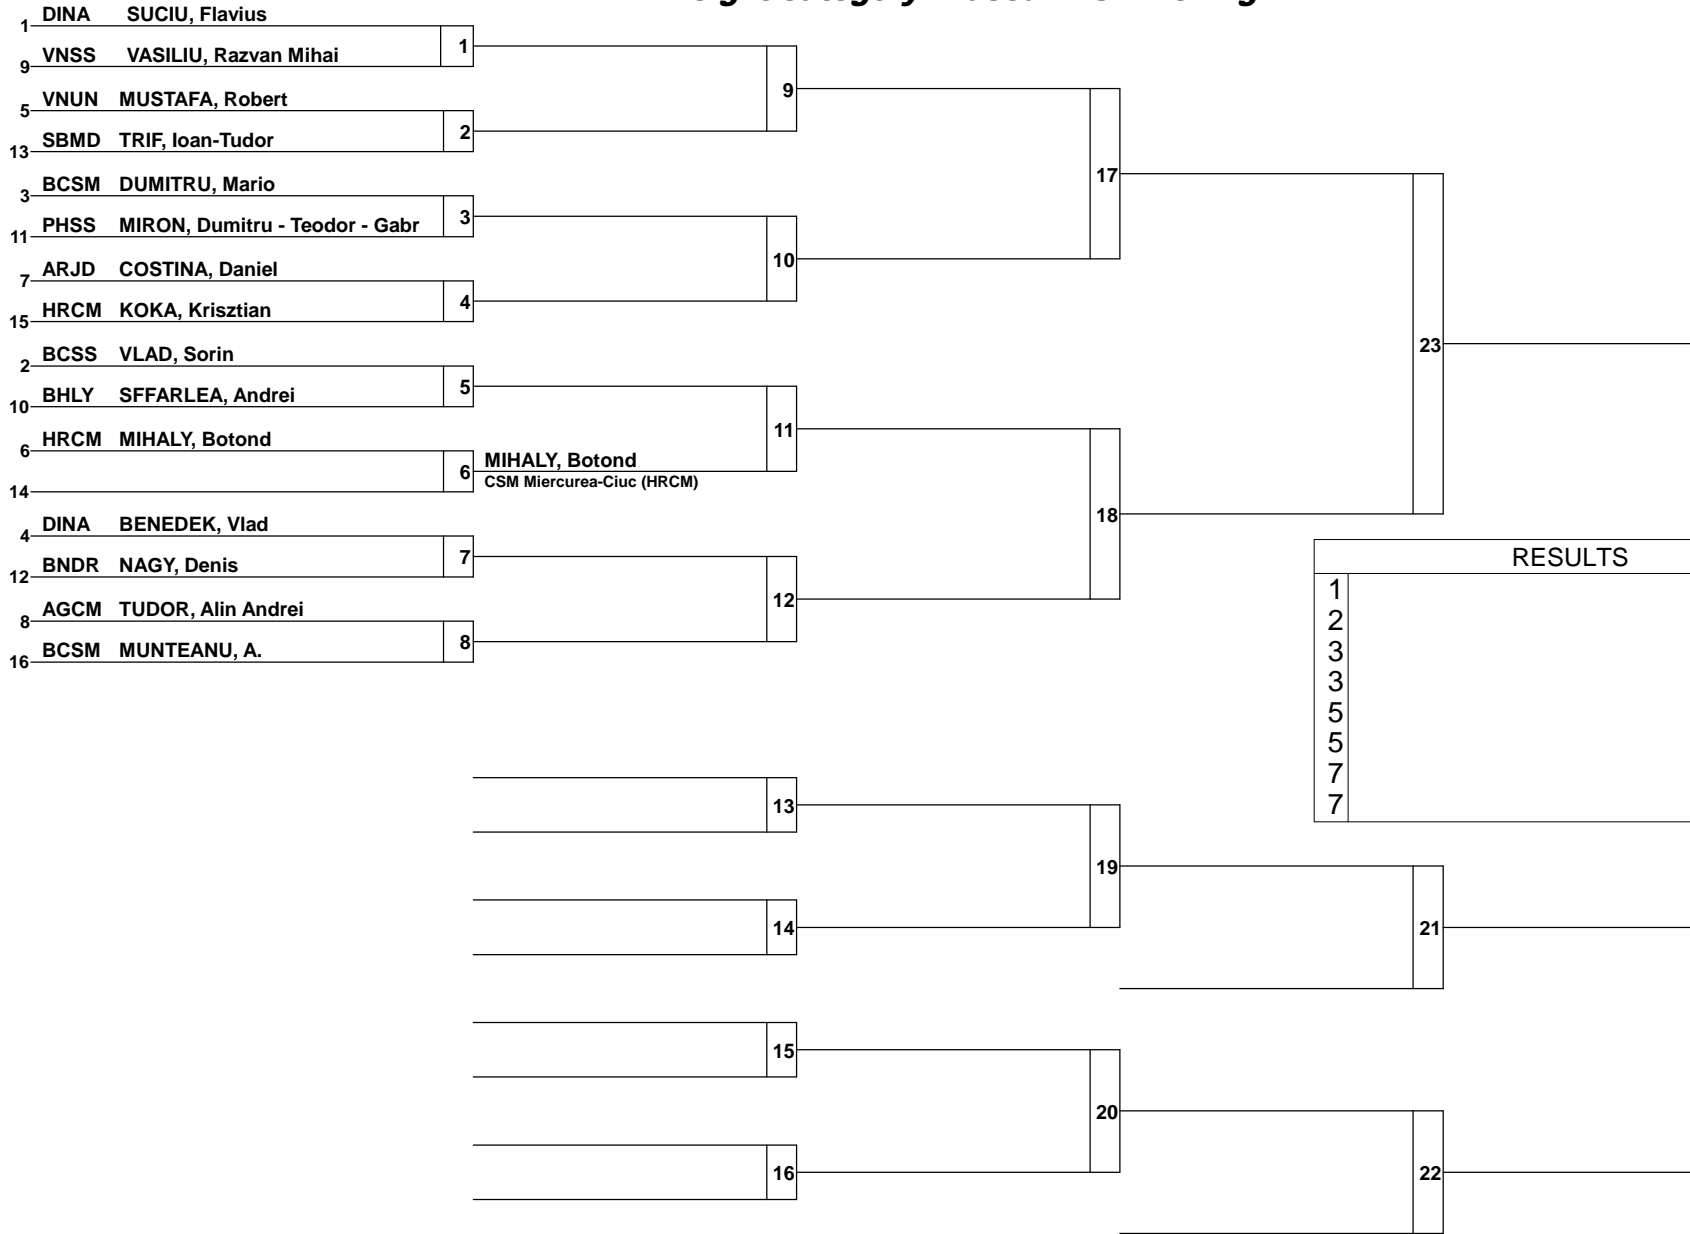 DINA SUCIU, Flavius
1
VNSS VASILIU, Razvan Mihai
9
1
VNUN MUSTAFA, Robert
5
SBMD TRIF, Ioan-Tudor
13
2
9
BCSM DUMITRU, Mario
3
PHSS MIRON, Dumitru - Teodor - Gabr
11
3
ARJD COSTINA, Daniel
7
HRCM KOKA, Krisztian
15
4
10
17
BCSS VLAD, Sorin
2
BHLY SFFARLEA, Andrei
10
5
HRCM MIHALY, Botond
6
14
6
MIHALY, Botond
CSM Miercurea-Ciuc (HRCM)
11
DINA BENEDEK, Vlad
4
BNDR NAGY, Denis
12
7
AGCM TUDOR, Alin Andrei
8
BCSM MUNTEANU, A.
16
8
12
18
23
RESULTS
1
2
3
3
5
5
7
7
13
14
19
21
15
16
20
22